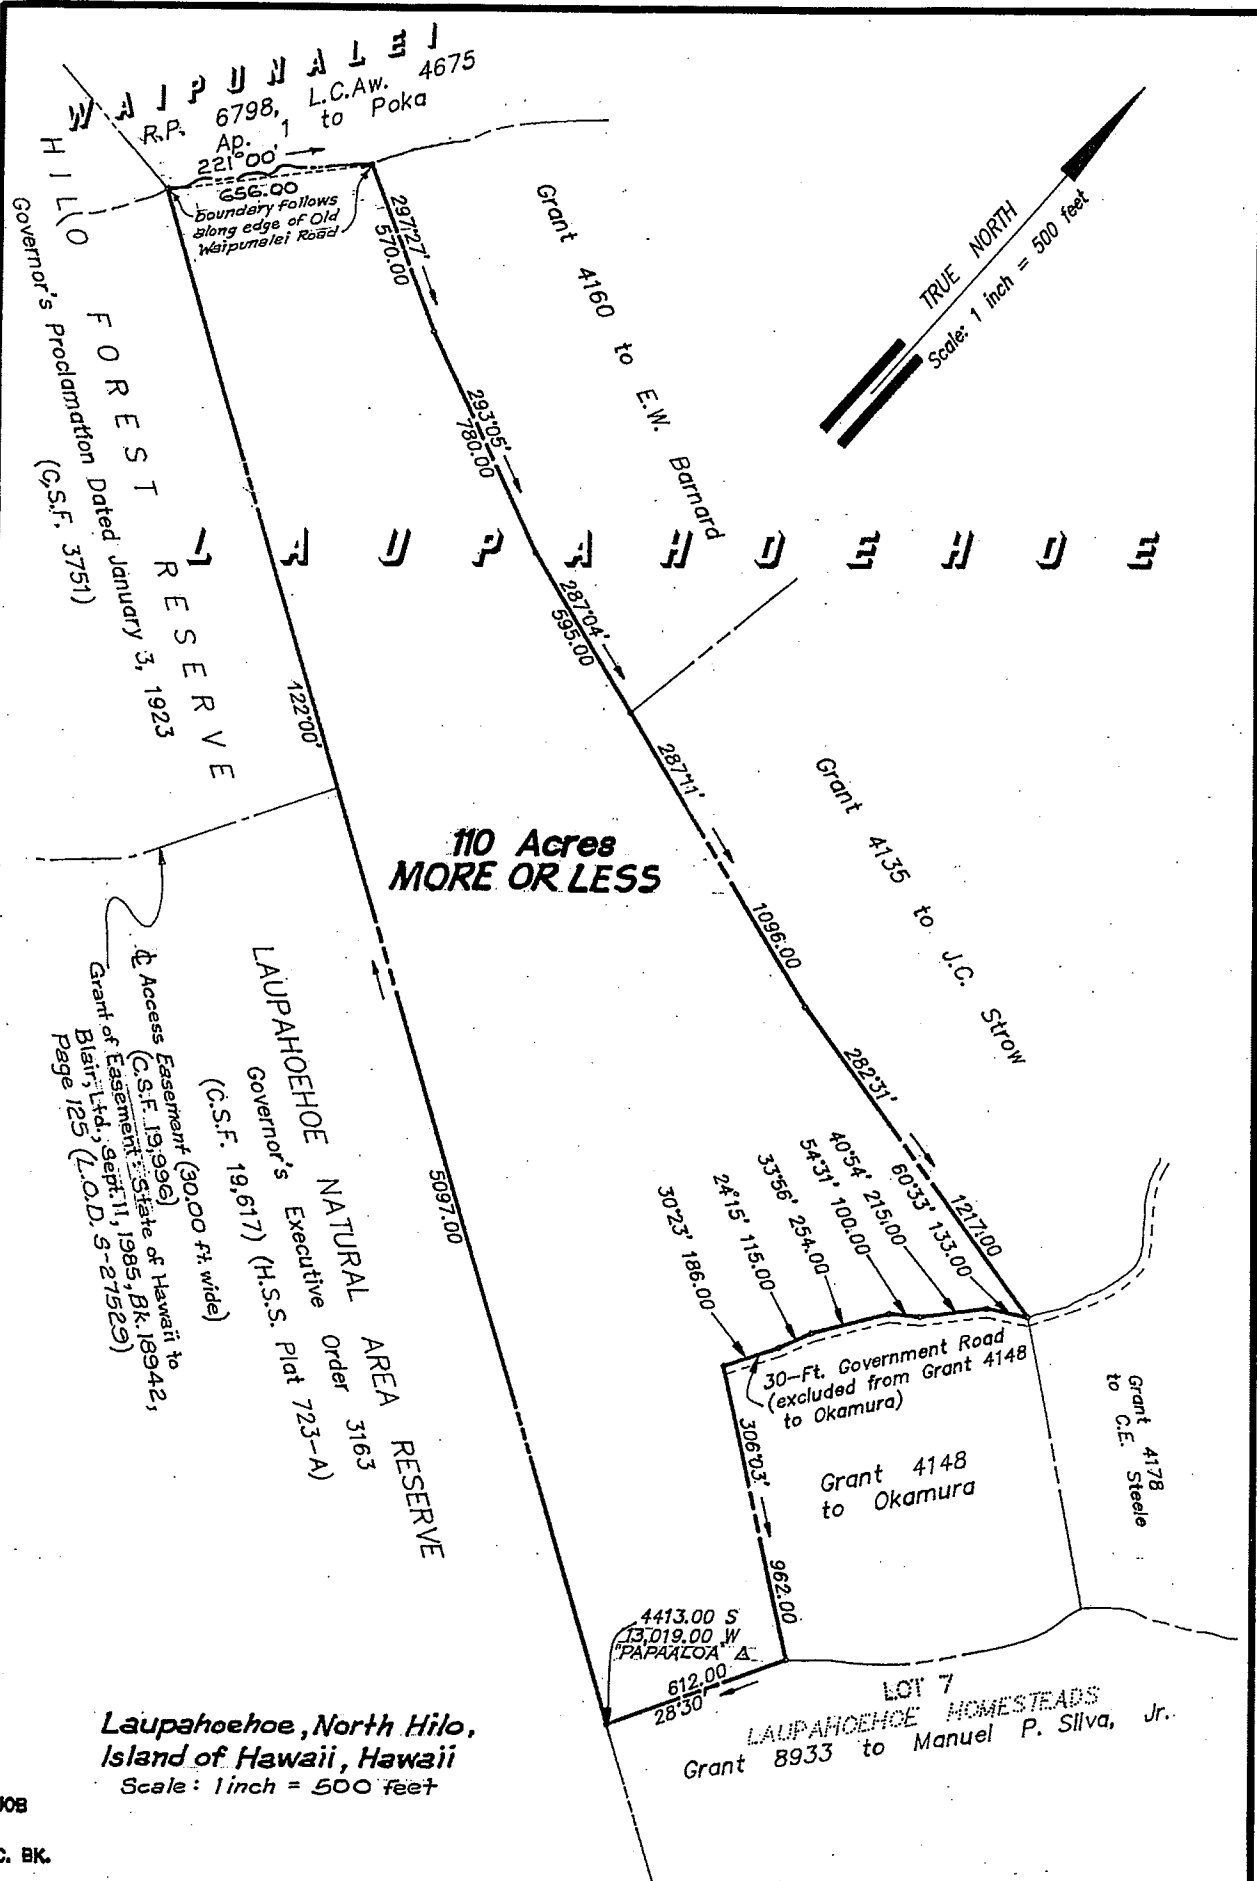 WAIPUNALEI
R.P. 6798, L.C.Aw. 4675
Ap. 1 to Poka
221°00'
656.00
boundary follows
along edge of Old
Waipunalei Road
HILO FOREST RESERVE
Governor's Proclamation Dated January 3, 1923
(C.S.F. 3751)
297°27'
570.00
Grant 4160 to E.W. Barnard
TRUE NORTH
Scale: 1 inch = 500 feet
293°05'
780.00
LAUPAHOEHOE
287°04'
595.00
122°00'
287°11'
1096.00
Grant 4135 to J.C. Strow
110 Acres
MORE OR LESS
℄ Access Easement (30.00 ft. wide)
(C.S.F. 19,996)
Grant of Easement: State of Hawaii to
Blair, Ltd., Sept. 11, 1985, Bk. 18942,
Page 125 (L.O.D. S-27529)
LAUPAHOEHOE NATURAL AREA RESERVE
Governor's Executive Order 3163
(C.S.F. 19,617) (H.S.S. Plat 723-A)
5097.00
282°31'
1217.00
60°33' 133.00
40°54' 215.00
54°31' 100.00
33°56' 254.00
24°15' 115.00
30°23' 186.00
30-Ft. Government Road
(excluded from Grant 4148
to Okamura)
306°03'
962.00
Grant 4148
to Okamura
Grant 4178
to C.E. Steele
4413.00 S
13,019.00 W
"PAPAALOA" Δ
612.00
28°30'
LOT 7
LAUPAHOEHOE HOMESTEADS
Grant 8933 to Manuel P. Silva, Jr.
Laupahoehoe, North Hilo,
Island of Hawaii, Hawaii
Scale: 1 inch = 500 feet
JOB
C. BK.